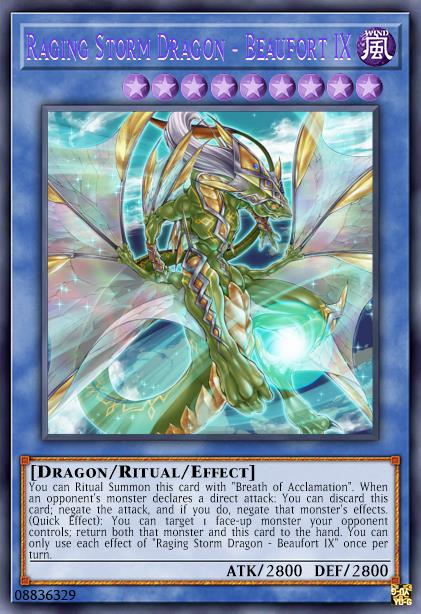 Raging Storm Dragon - Beaufort IX
WIND
風
[Dragon/Ritual/Effect]
You can Ritual Summon this card with "Breath of Acclamation". When
an opponent's monster declares a direct attack: You can discard this
card; negate the attack, and if you do, negate that monster's effects.
(Quick Effect): You can target 1 face-up monster your opponent
controls; return both that monster and this card to the hand. You can
only use each effect of "Raging Storm Dragon - Beaufort IX" once per
turn.
ATK/2800 DEF/2800
08836329